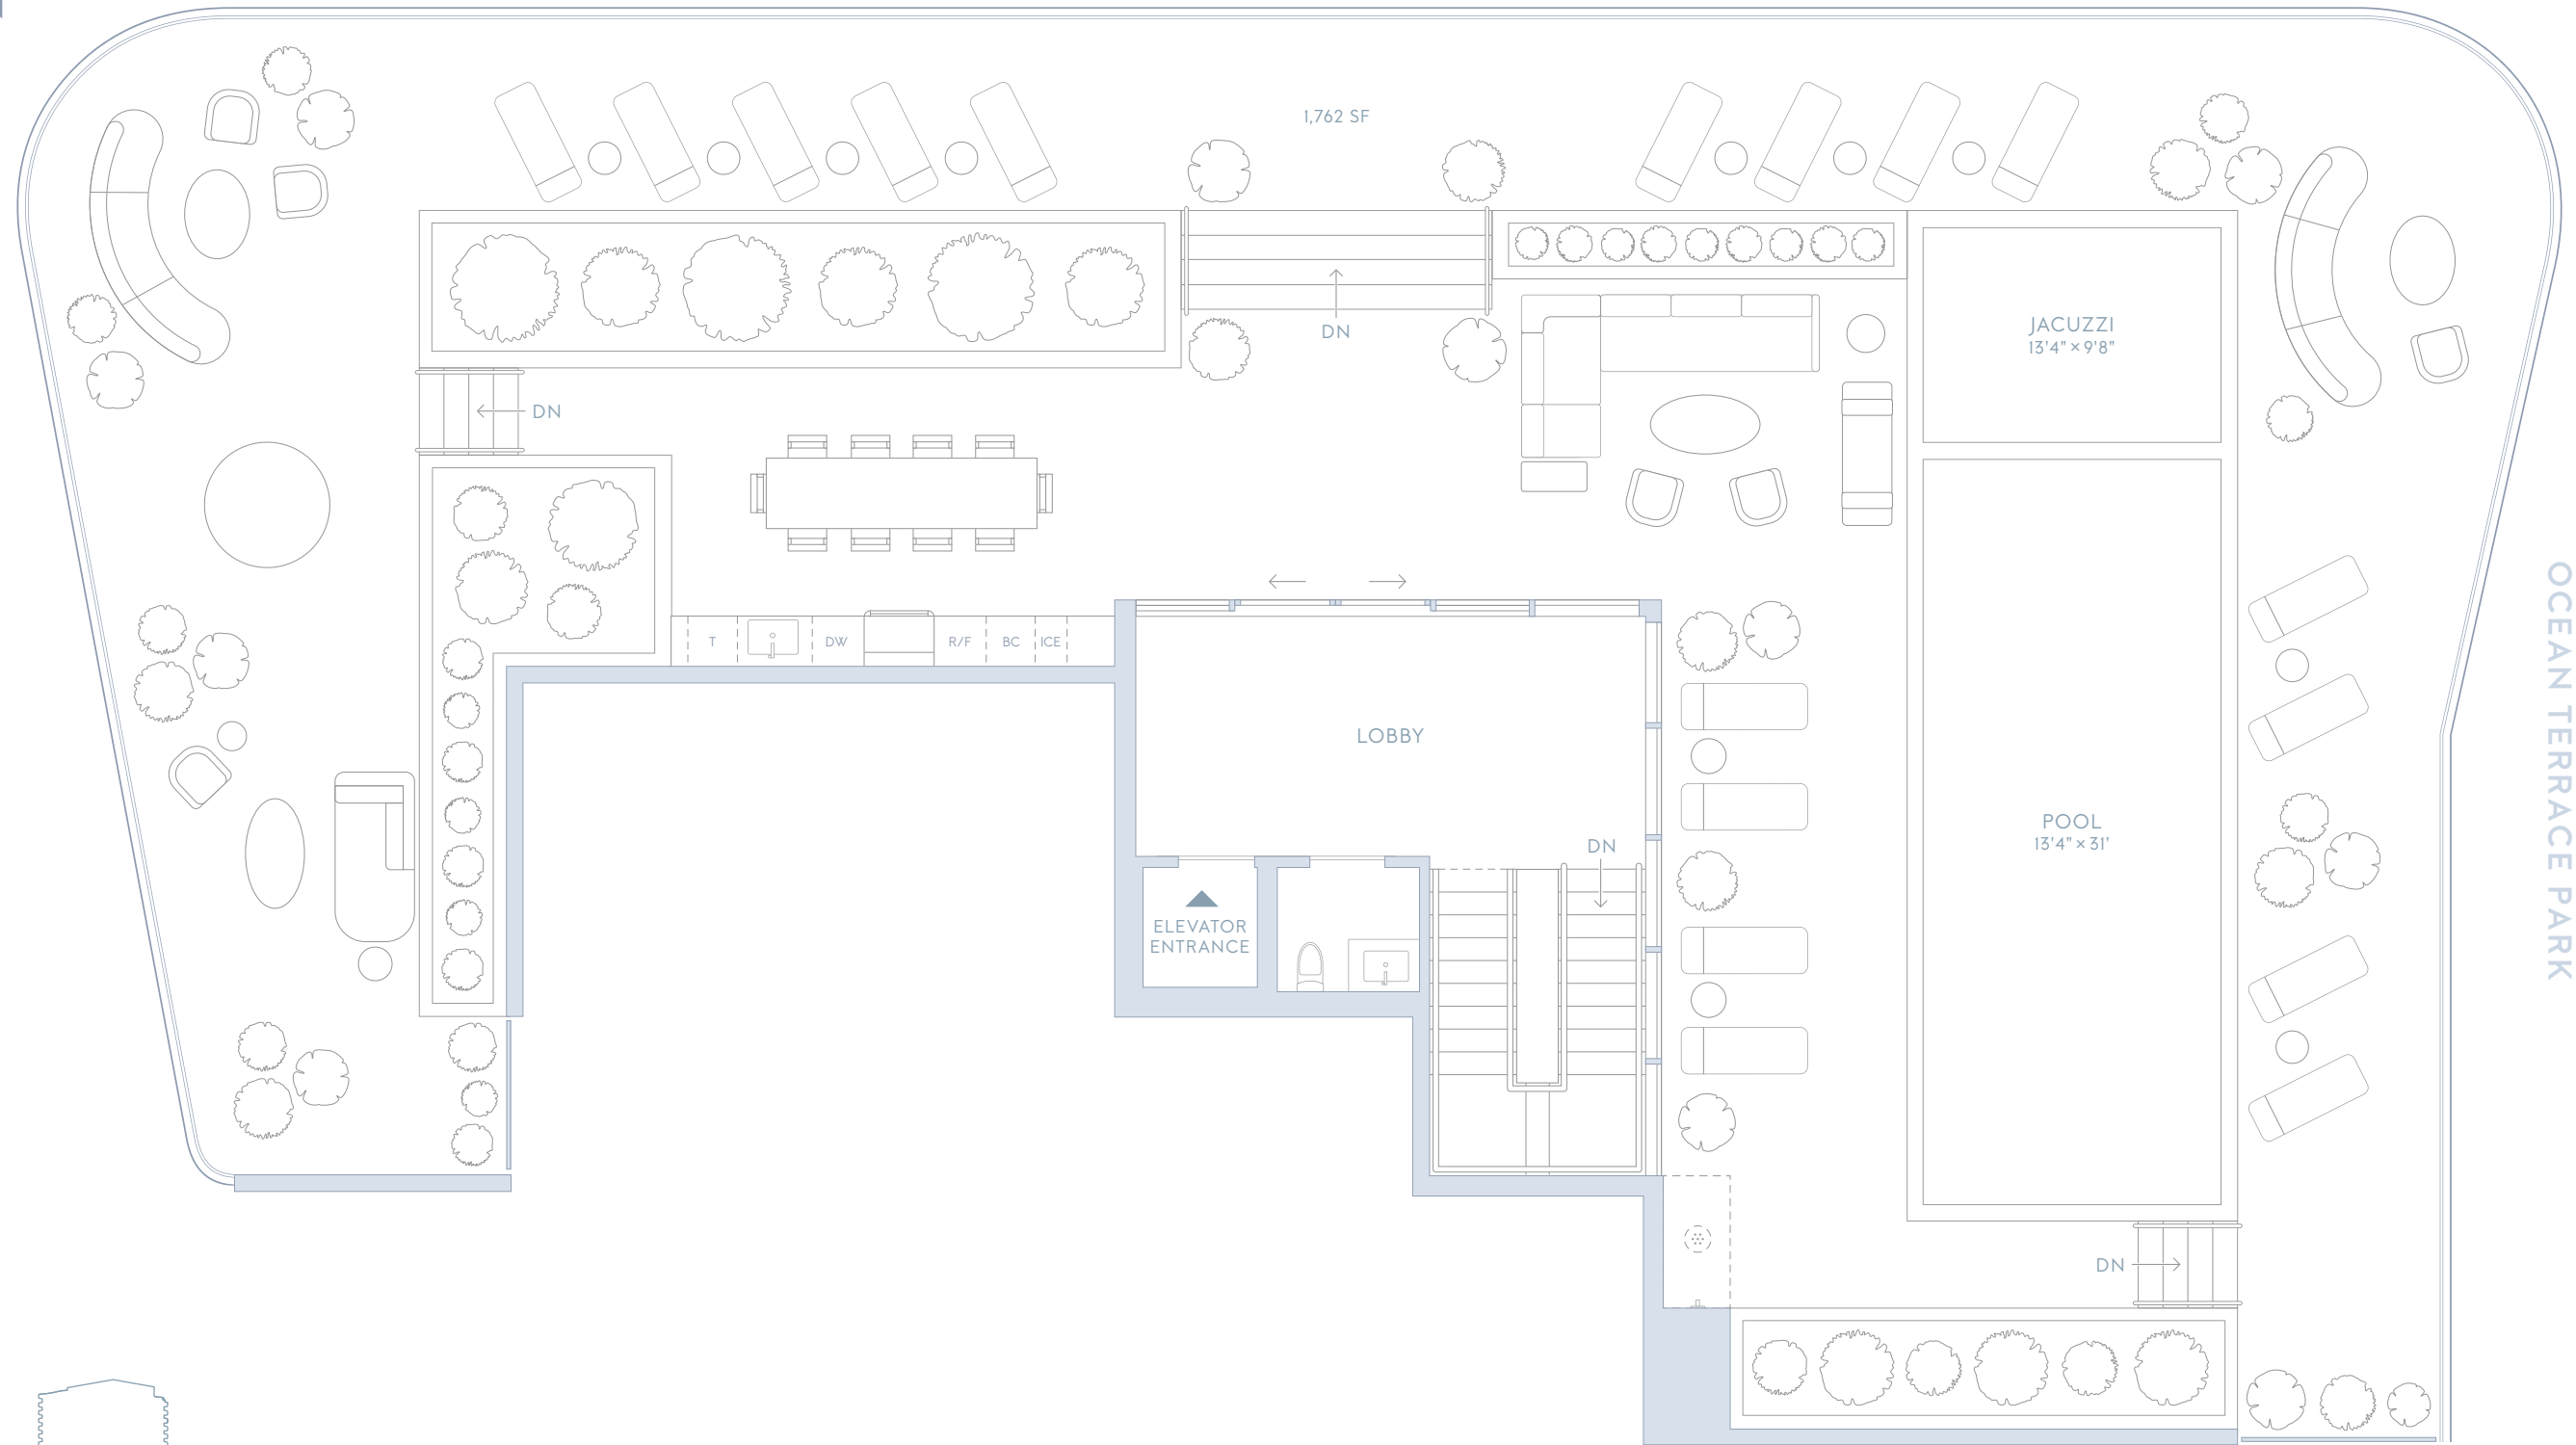 1,762 SF
DN
JACUZZI
13'4" × 9'8"
DN
T
DW
R/F
BC
ICE
LOBBY
POOL
13'4" × 31'
DN
ELEVATOR
ENTRANCE
DN
OCEAN TERRACE PARK